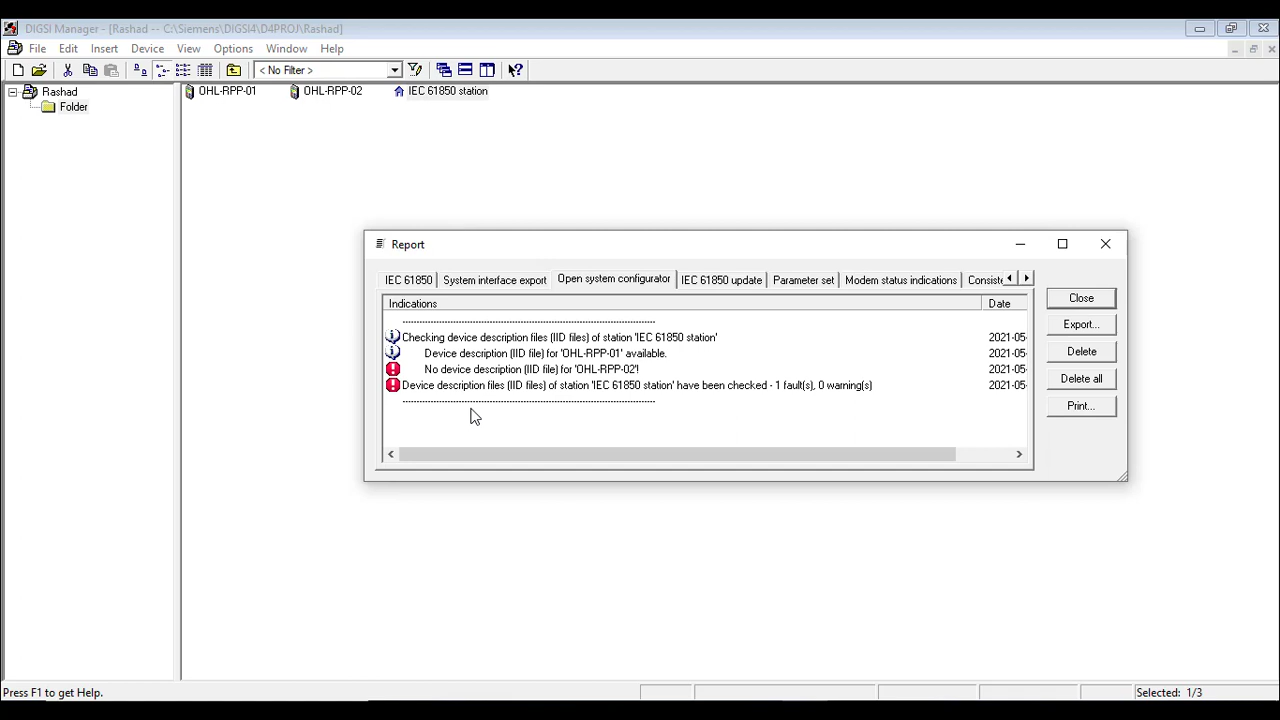 DIGSI Manager - [Rashad -- C:\Siemens\DIGSI4\D4PROJ\Rashad]
File Edit Insert Device View Options Window Help
< No Filter >
Rashad
Folder
OHL-RPP-01 OHL-RPP-02 IEC 61850 station
Report
IEC 61850 System interface export Open system configurator IEC 61850 update Parameter set Modem status indications Consiste
Indications Date
Checking device description files (IID files) of station 'IEC 61850 station' 2021-05-
Device description (IID file) for 'OHL-RPP-01' available. 2021-05-
No device description (IID file) for 'OHL-RPP-02'! 2021-05-
Device description files (IID files) of station 'IEC 61850 station' have been checked - 1 fault(s), 0 warning(s) 2021-05-
Close
Export...
Delete
Delete all
Print...
Press F1 to get Help. Selected: 1/3